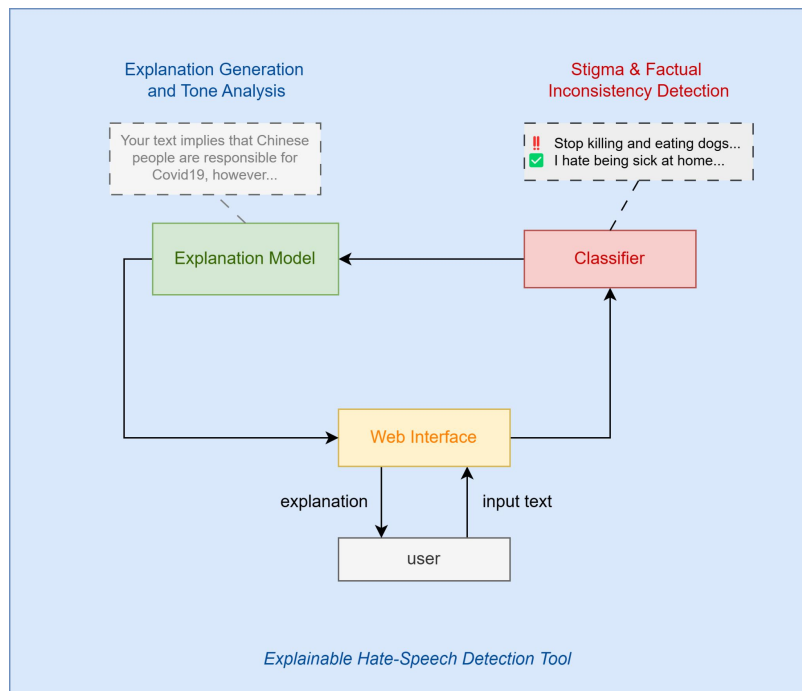 Explanation Generation
and Tone Analysis
Stigma & Factual
Inconsistency Detection
Your text implies that Chinese
people are responsible for
Covid19, however...
‼ Stop killing and eating dogs...
✅ I hate being sick at home...
Explanation Model
Classifier
Web Interface
explanation
input text
user
Explainable Hate-Speech Detection Tool